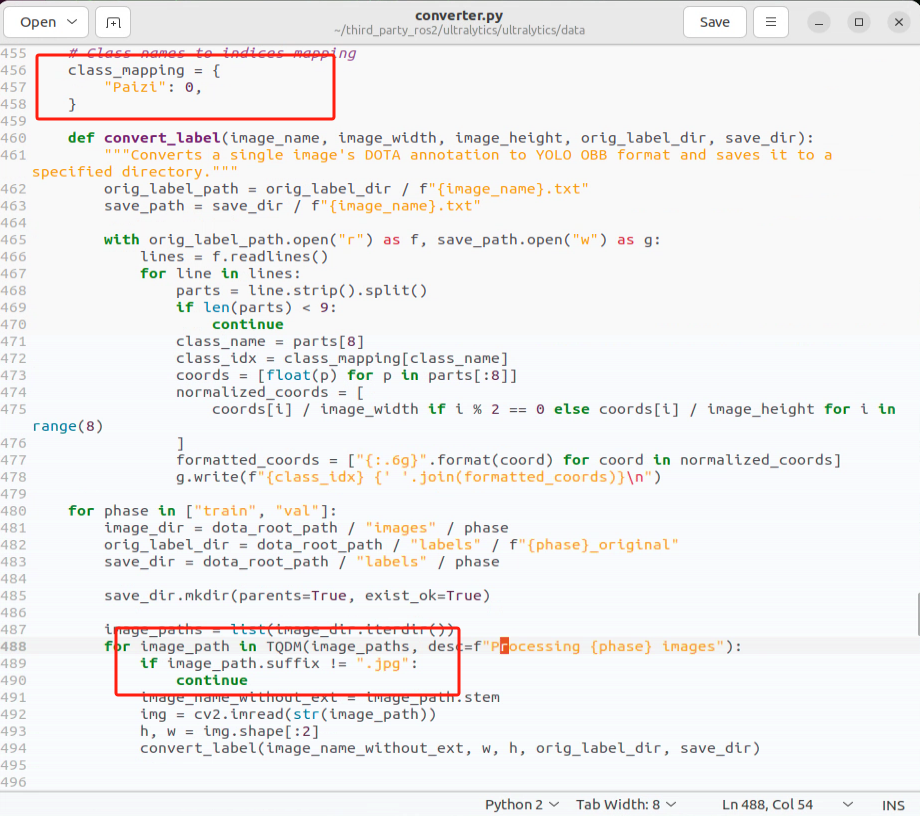 Open
converter.py
~/third_party_ros2/ultralytics/ultralytics/data
Save
455     # Class names to indices mapping
456     class_mapping = {
457         "Paizi": 0,
458     }
459
460     def convert_label(image_name, image_width, image_height, orig_label_dir, save_dir):
461         """Converts a single image's DOTA annotation to YOLO OBB format and saves it to a
specified directory."""
462         orig_label_path = orig_label_dir / f"{image_name}.txt"
463         save_path = save_dir / f"{image_name}.txt"
464
465         with orig_label_path.open("r") as f, save_path.open("w") as g:
466             lines = f.readlines()
467             for line in lines:
468                 parts = line.strip().split()
469                 if len(parts) < 9:
470                     continue
471                 class_name = parts[8]
472                 class_idx = class_mapping[class_name]
473                 coords = [float(p) for p in parts[:8]]
474                 normalized_coords = [
475                     coords[i] / image_width if i % 2 == 0 else coords[i] / image_height for i in
range(8)
476                 ]
477                 formatted_coords = ["{:.6g}".format(coord) for coord in normalized_coords]
478                 g.write(f"{class_idx} {' '.join(formatted_coords)}\n")
479
480     for phase in ["train", "val"]:
481         image_dir = dota_root_path / "images" / phase
482         orig_label_dir = dota_root_path / "labels" / f"{phase}_original"
483         save_dir = dota_root_path / "labels" / phase
484
485         save_dir.mkdir(parents=True, exist_ok=True)
486
487         image_paths = list(image_dir.iterdir())
488         for image_path in TQDM(image_paths, desc=f"Processing {phase} images"):
489             if image_path.suffix != ".jpg":
490                 continue
491             image_name_without_ext = image_path.stem
492             img = cv2.imread(str(image_path))
493             h, w = img.shape[:2]
494             convert_label(image_name_without_ext, w, h, orig_label_dir, save_dir)
495
496
Python 2 Tab Width: 8 Ln 488, Col 54 INS